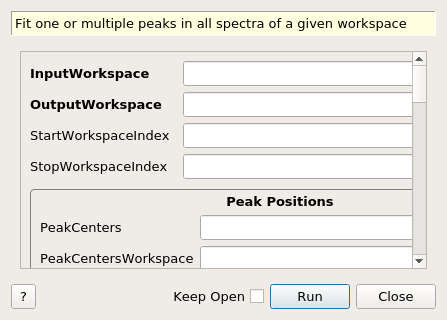 Fit one or multiple peaks in all spectra of a given workspace
InputWorkspace
OutputWorkspace
StartWorkspaceIndex
StopWorkspaceIndex
Peak Positions
PeakCenters
PeakCentersWorkspace
? Keep Open Run Close